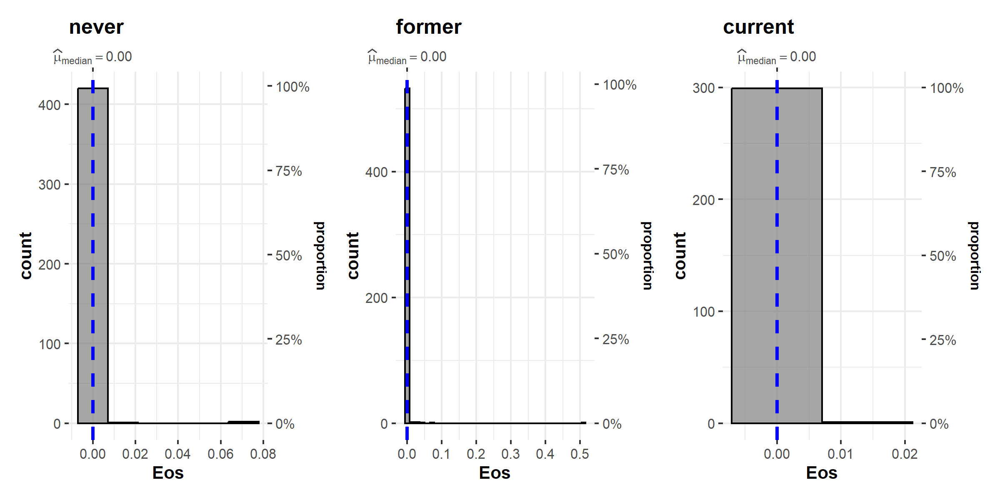 never
μ̂median = 0.00
count
400
300
200
100
0
100%
75%
50%
25%
0%
proportion
0.00 0.02 0.04 0.06 0.08
Eos
former
μ̂median = 0.00
count
400
200
0
100%
75%
50%
25%
0%
proportion
0.0 0.1 0.2 0.3 0.4 0.5
Eos
current
μ̂median = 0.00
count
300
200
100
0
100%
75%
50%
25%
0%
proportion
0.00 0.01 0.02
Eos